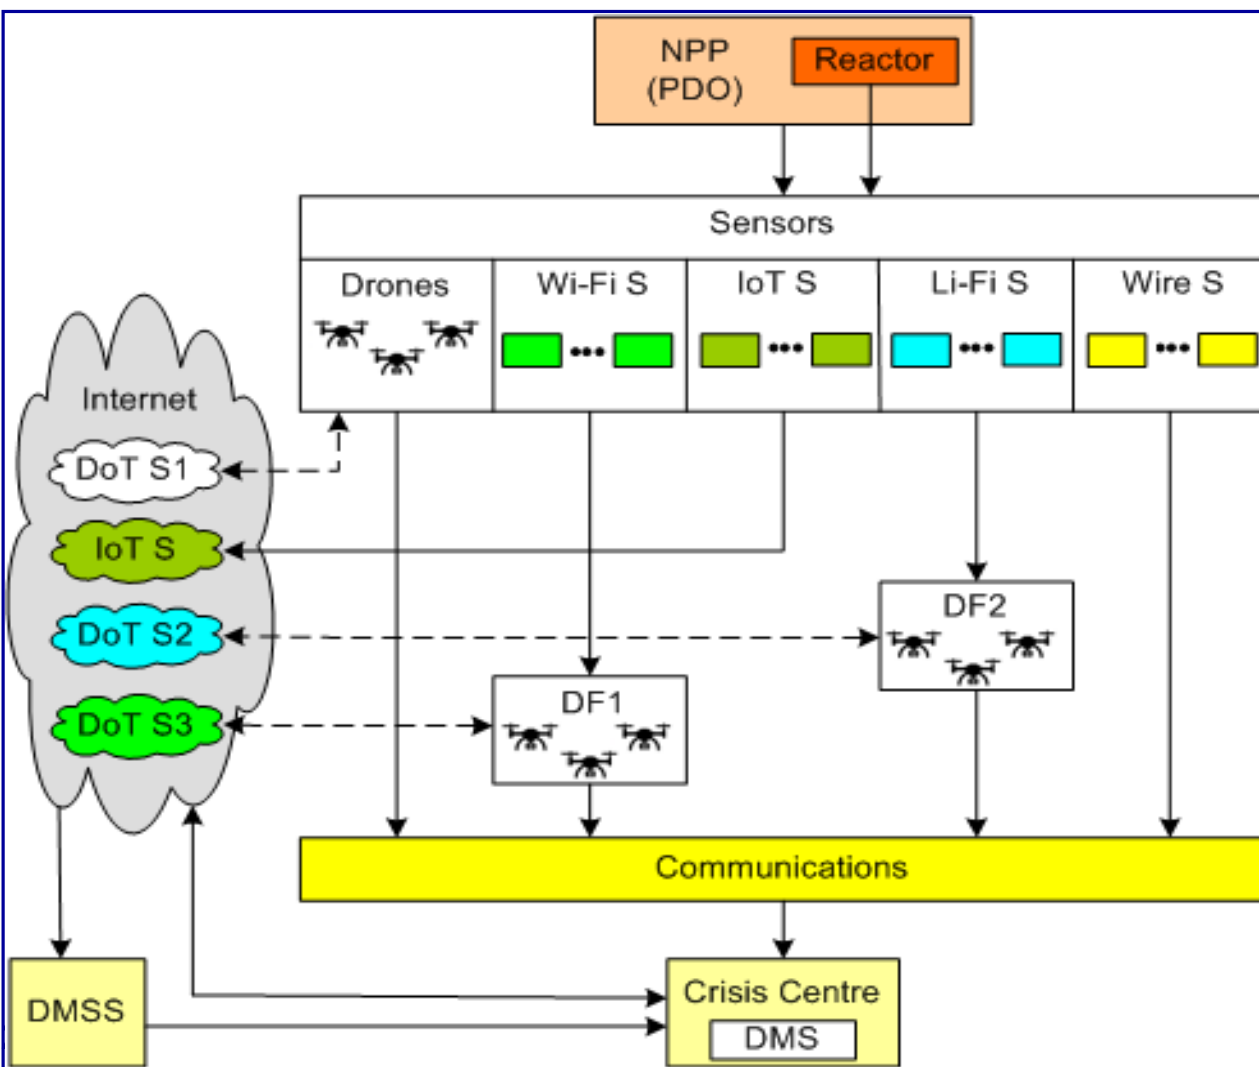 NPP
(PDO)
Reactor
Sensors
Drones
Wi-Fi S
IoT S
Li-Fi S
Wire S
Internet
DoT S1
IoT S
DoT S2
DoT S3
DF2
DF1
Communications
DMSS
Crisis Centre
DMS